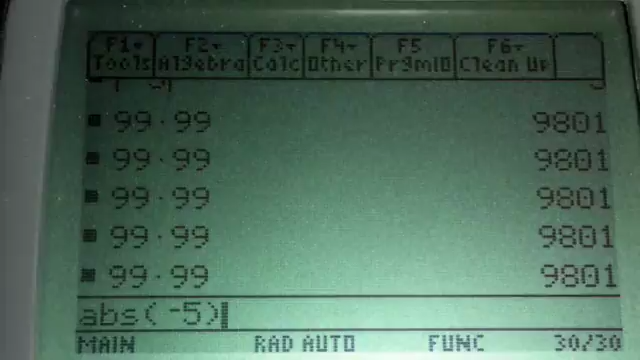 F1 F2 F3 F4 F5 F6
Tools Algebra Calc Other PrgmIO Clean Up
99·99 9801
99·99 9801
99·99 9801
99·99 9801
99·99 9801
abs(-5)
MAIN RAD AUTO FUNC 30/30